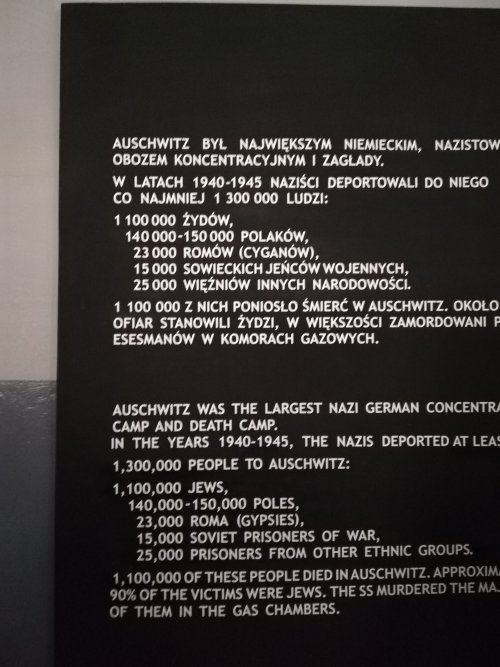 AUSCHWITZ BYŁ NAJWIĘKSZYM NIEMIECKIM, NAZISTOW
OBOZEM KONCENTRACYJNYM I ZAGŁADY.
W LATACH 1940-1945 NAZIŚCI DEPORTOWALI DO NIEGO
CO NAJMNIEJ 1 300 000 LUDZI:
1 100 000 ŻYDÓW,
140 000-150 000 POLAKÓW,
23 000 ROMÓW (CYGANÓW),
15 000 SOWIECKICH JEŃCÓW WOJENNYCH,
25 000 WIĘŹNIÓW INNYCH NARODOWOŚCI.
1 100 000 Z NICH PONIOSŁO ŚMIERĆ W AUSCHWITZ. OKOŁO
OFIAR STANOWILI ŻYDZI, W WIĘKSZOŚCI ZAMORDOWANI P
ESESMANÓW W KOMORACH GAZOWYCH.
AUSCHWITZ WAS THE LARGEST NAZI GERMAN CONCENTRA
CAMP AND DEATH CAMP.
IN THE YEARS 1940-1945, THE NAZIS DEPORTED AT LEAS
1,300,000 PEOPLE TO AUSCHWITZ:
1,100,000 JEWS,
140,000-150,000 POLES,
23,000 ROMA (GYPSIES),
15,000 SOVIET PRISONERS OF WAR,
25,000 PRISONERS FROM OTHER ETHNIC GROUPS.
1,100,000 OF THESE PEOPLE DIED IN AUSCHWITZ. APPROXIMA
90% OF THE VICTIMS WERE JEWS. THE SS MURDERED THE MAJ
OF THEM IN THE GAS CHAMBERS.